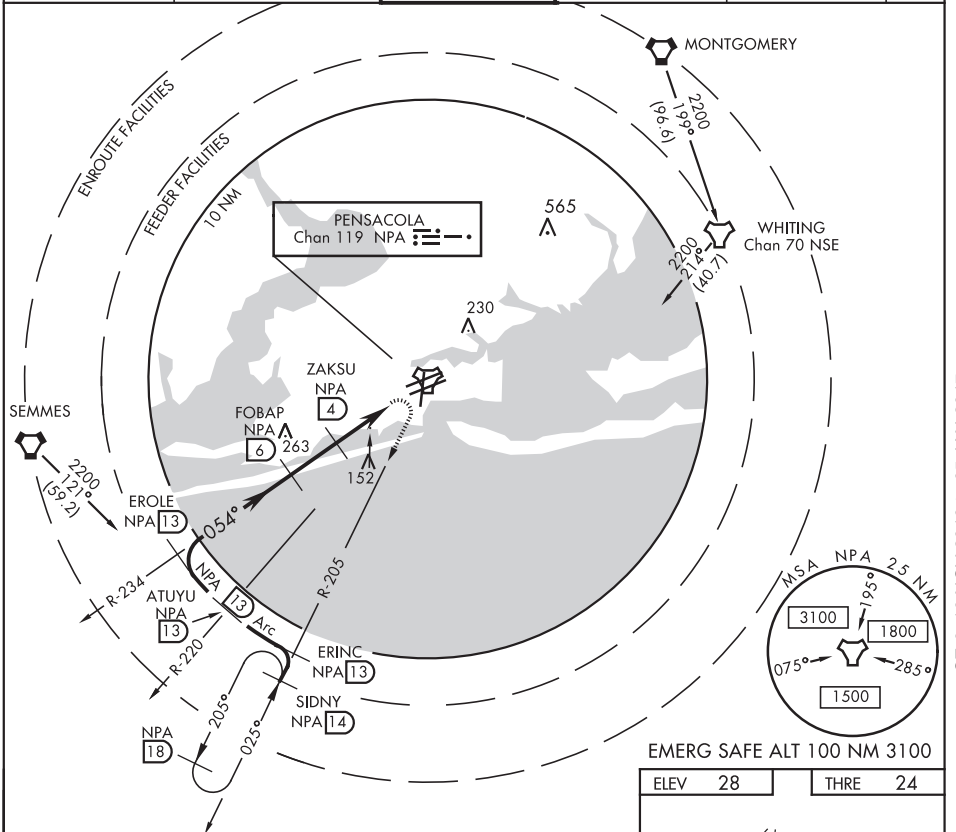 MONTGOMERY
2200
199°
(96.6)
ENROUTE FACILITIES
FEEDER FACILITIES
10 NM
PENSACOLA
Chan 119 NPA
565
WHITING
Chan 70 NSE
2200
214°
(40.7)
230
ZAKSU
NPA
4
FOBAP
NPA
6
263
152
SEMMES
2200
121°
(59.2)
EROLE
NPA 13
054°
R-234
NPA
13
Arc
R-205
ATUYU
NPA
13
R-220
ERINC
NPA 13
SIDNY
NPA 14
205°
025°
NPA
18
MSA NPA 25 NM
195°
3100
1800
075°
285°
1500
EMERG SAFE ALT 100 NM 3100
ELEV 28
THRE 24